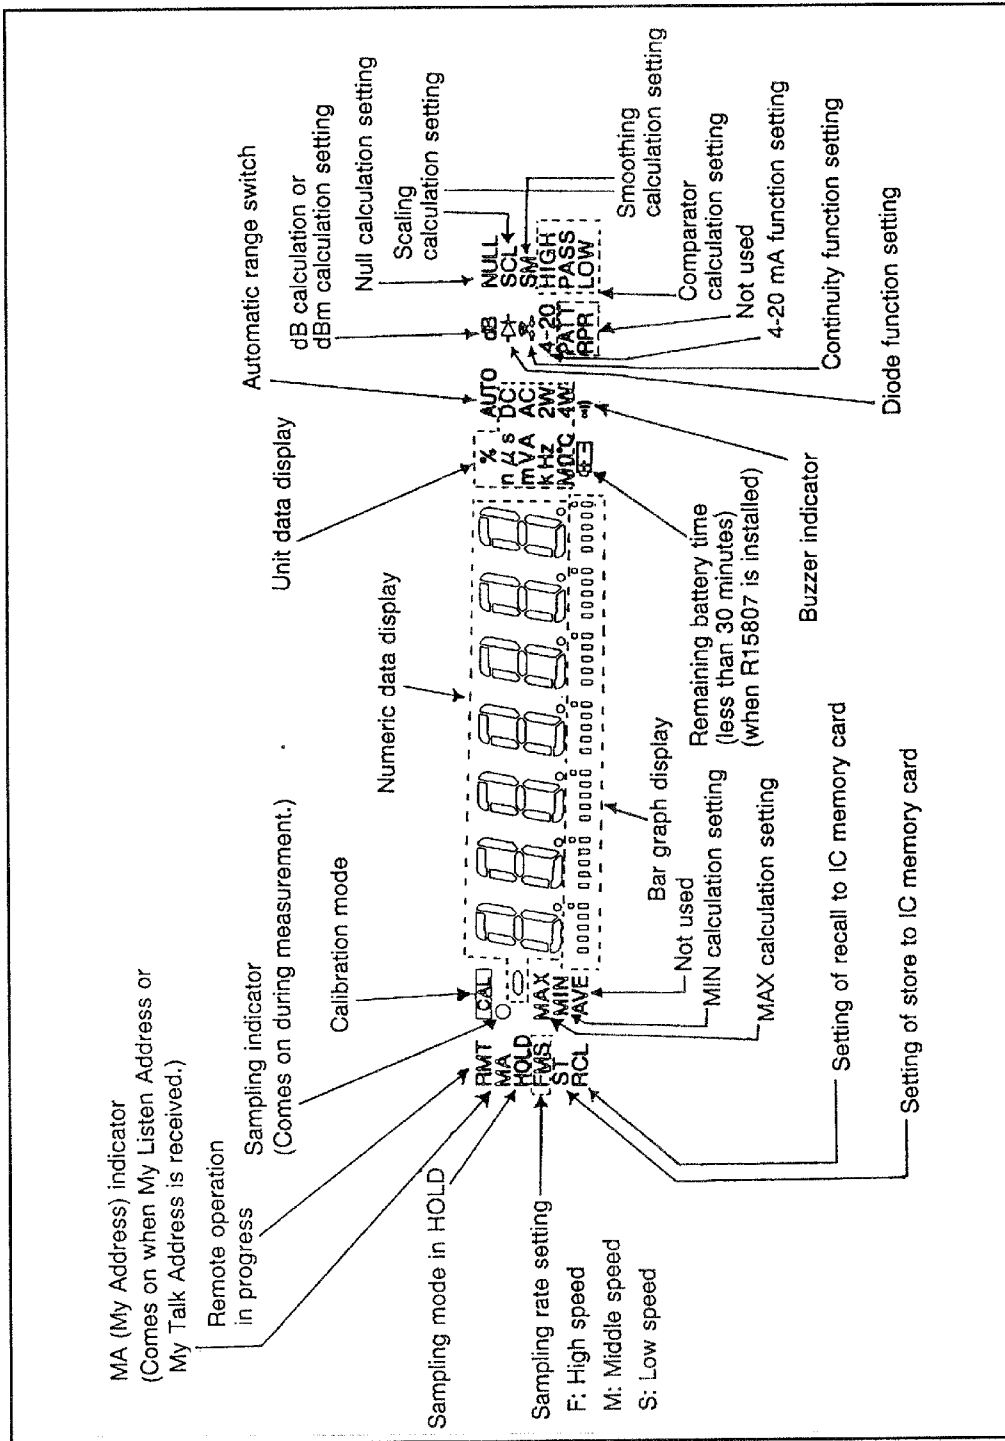 MA (My Address) indicator
(Comes on when My Listen Address or
My Talk Address is received.)
Remote operation
in progress
Sampling indicator
(Comes on during measurement.)
Calibration mode
Numeric data display
Unit data display
Automatic range switch
dB calculation or
dBm calculation setting
Null calculation setting
Scaling
calculation setting
RMT
MA
HOLD
FMS
ST
RCL
CAL
MAX
MIN
AVE
%
n μ s
m V A
k Hz
MΩ°C
AUTO
DC
AC
2W
4W
dB
4-20
PATT
RPR
NULL
SCL
SM
HIGH
PASS
LOW
Sampling mode in HOLD
Sampling rate setting
F: High speed
M: Middle speed
S: Low speed
Bar graph display
Not used
MIN calculation setting
MAX calculation setting
Setting of recall to IC memory card
Setting of store to IC memory card
Remaining battery time
(less than 30 minutes)
(when R15807 is installed)
Buzzer indicator
Smoothing
calculation setting
Comparator
calculation setting
Not used
4-20 mA function setting
Continuity function setting
Diode function setting